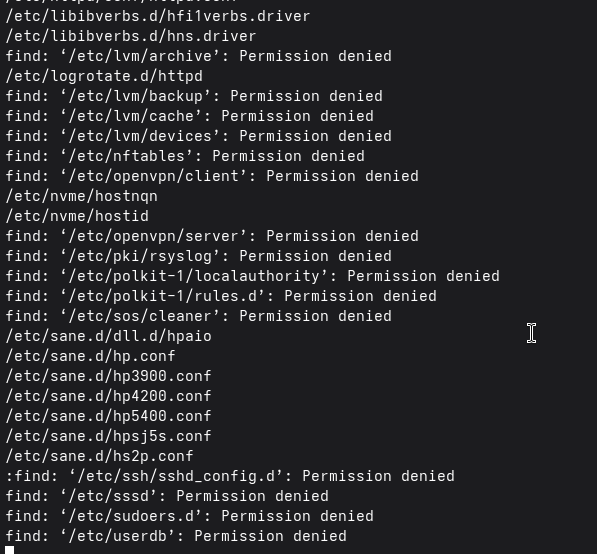 /etc/libibverbs.d/hfi1verbs.driver
/etc/libibverbs.d/hns.driver
find: ‘/etc/lvm/archive’: Permission denied
/etc/logrotate.d/httpd
find: ‘/etc/lvm/backup’: Permission denied
find: ‘/etc/lvm/cache’: Permission denied
find: ‘/etc/lvm/devices’: Permission denied
find: ‘/etc/nftables’: Permission denied
find: ‘/etc/openvpn/client’: Permission denied
/etc/nvme/hostnqn
/etc/nvme/hostid
find: ‘/etc/openvpn/server’: Permission denied
find: ‘/etc/pki/rsyslog’: Permission denied
find: ‘/etc/polkit-1/localauthority’: Permission denied
find: ‘/etc/polkit-1/rules.d’: Permission denied
find: ‘/etc/sos/cleaner’: Permission denied
/etc/sane.d/dll.d/hpaio
/etc/sane.d/hp.conf
/etc/sane.d/hp3900.conf
/etc/sane.d/hp4200.conf
/etc/sane.d/hp5400.conf
/etc/sane.d/hpsj5s.conf
/etc/sane.d/hs2p.conf
:find: ‘/etc/ssh/sshd_config.d’: Permission denied
find: ‘/etc/sssd’: Permission denied
find: ‘/etc/sudoers.d’: Permission denied
find: ‘/etc/userdb’: Permission denied